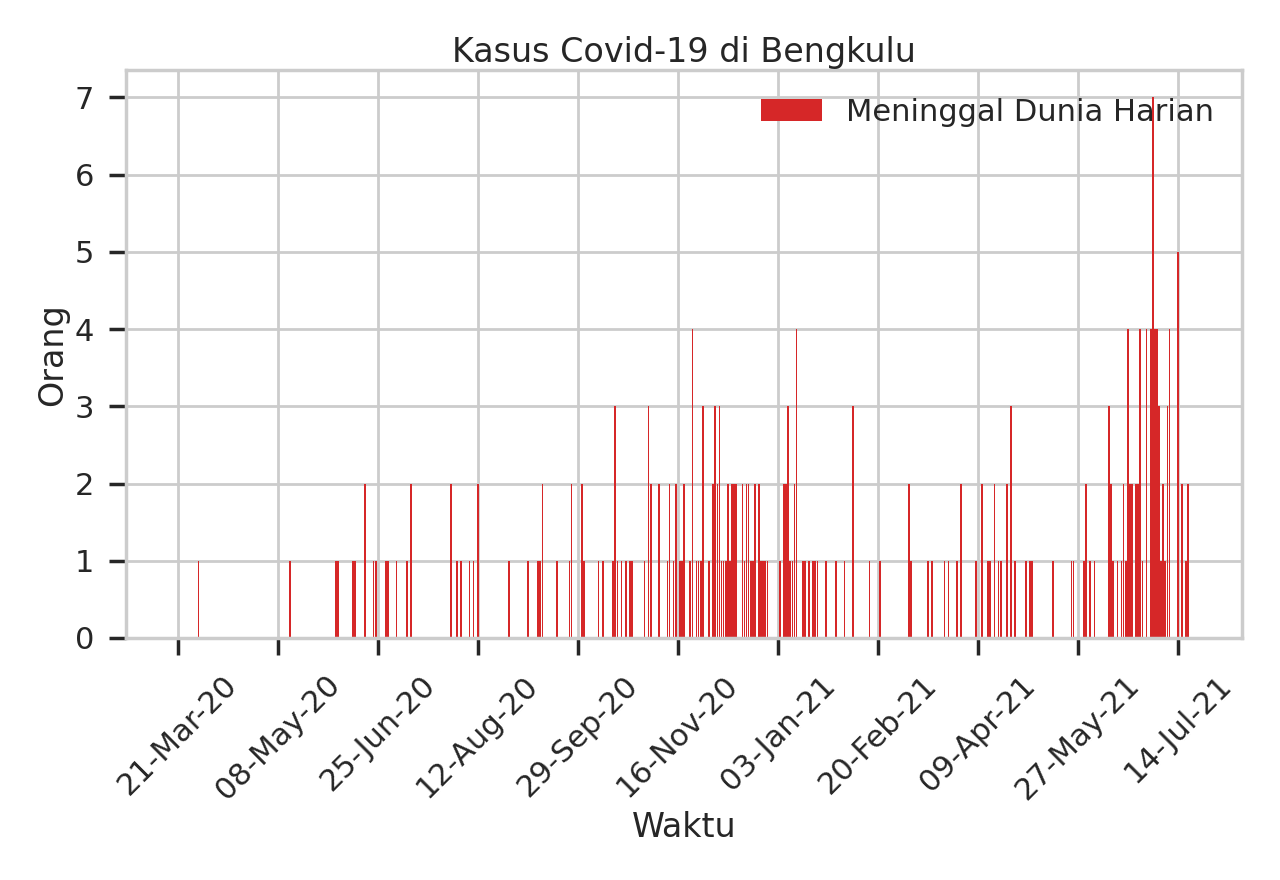 Kasus Covid-19 di Bengkulu
Meninggal Dunia Harian
Orang
7
6
5
4
3
2
1
0
21-Mar-20
08-May-20
25-Jun-20
12-Aug-20
29-Sep-20
16-Nov-20
03-Jan-21
20-Feb-21
09-Apr-21
27-May-21
14-Jul-21
Waktu